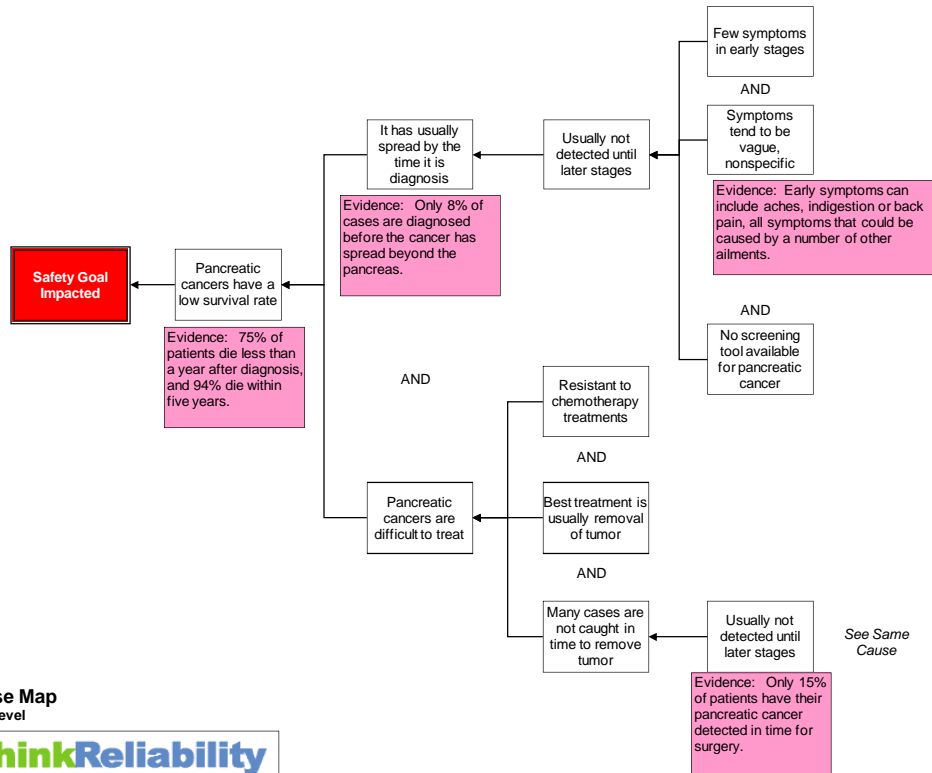 Few symptoms
in early stages
AND
Symptoms
tend to be
vague,
nonspecific
Evidence: Early symptoms can
include aches, indigestion or back
pain, all symptoms that could be
caused by a number of other
ailments.
AND
No screening
tool available
for pancreatic
cancer
It has usually
spread by the
time it is
diagnosis
Usually not
detected until
later stages
Evidence: Only 8% of
cases are diagnosed
before the cancer has
spread beyond the
pancreas.
Safety Goal
Impacted
Pancreatic
cancers have a
low survival rate
Evidence: 75% of
patients die less than
a year after diagnosis,
and 94% die within
five years.
AND
Resistant to
chemotherapy
treatments
AND
Pancreatic
cancers are
difficult to treat
Best treatment is
usually removal
of tumor
AND
Many cases are
not caught in
time to remove
tumor
Usually not
detected until
later stages
See Same
Cause
Evidence: Only 15%
of patients have their
pancreatic cancer
detected in time for
surgery.
se Map
evel
hinkReliability